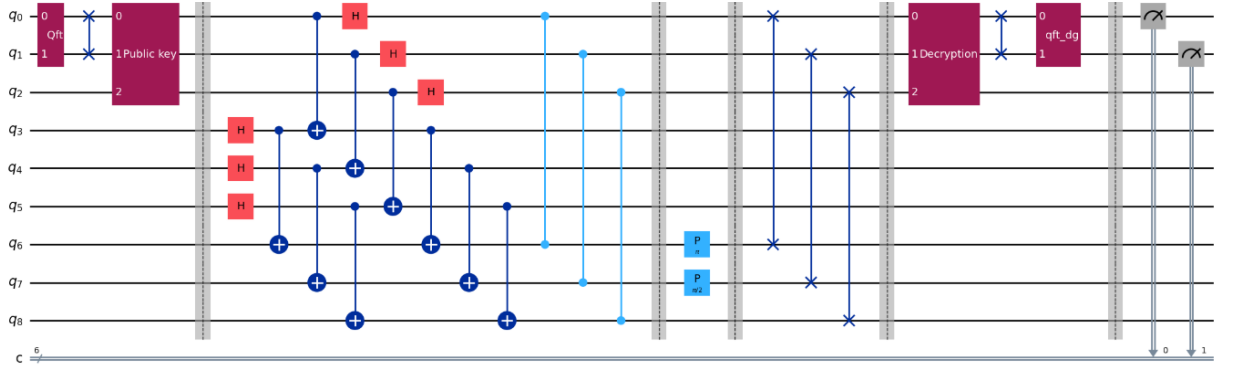 q0 0 Qft 0 H 0 0 qft_dg
q1 1 1 Public key H 1 Decryption 1
q2 2 H 2
q3 H
q4 H
q5 H
q6 P π
q7 P π/2
q8
c 6 0 1